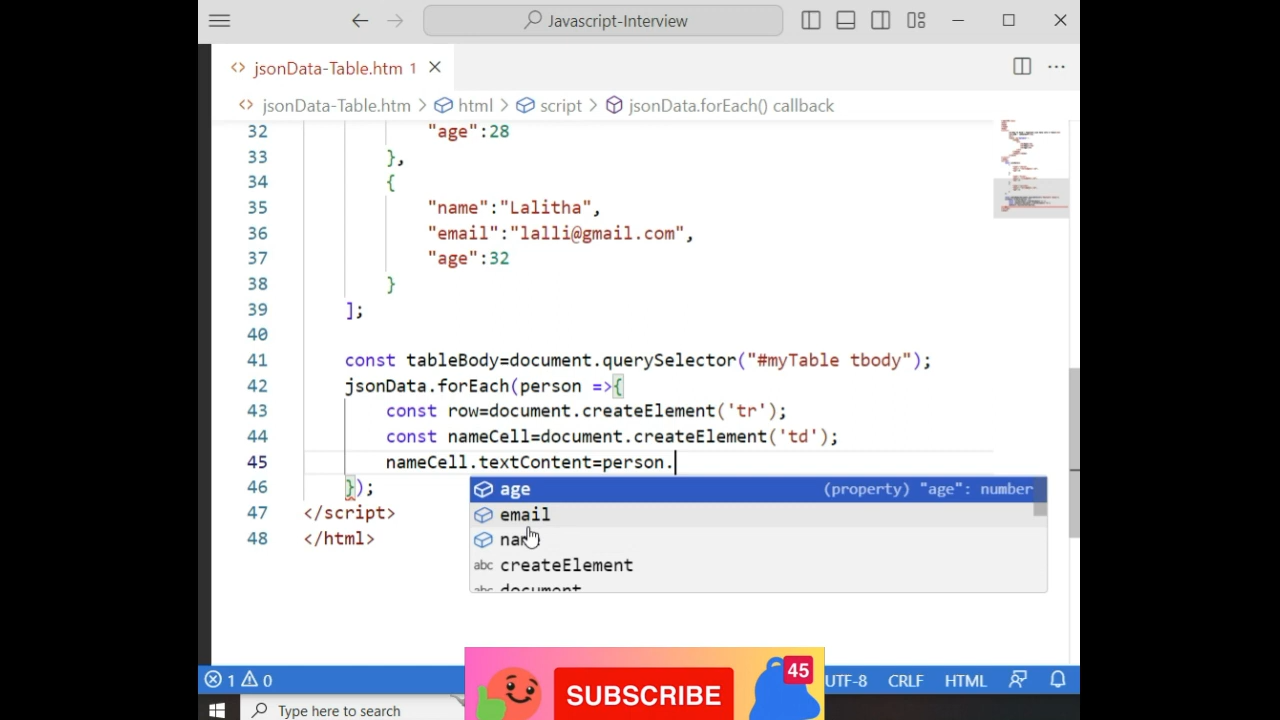 Javascript-Interview
<> jsonData-Table.htm 1
<> jsonData-Table.htm > html > script > jsonData.forEach() callback
32 "age":28
33 },
34 {
35 "name":"Lalitha",
36 "email":"lalli@gmail.com",
37 "age":32
38 }
39 ];
40
41 const tableBody=document.querySelector("#myTable tbody");
42 jsonData.forEach(person =>{
43 const row=document.createElement('tr');
44 const nameCell=document.createElement('td');
45 nameCell.textContent=person.
46 });
47 </script>
48 </html>
age (property) "age": number
email
name
abc createElement
abc document
1 0 UTF-8 CRLF HTML
45
SUBSCRIBE
Type here to search